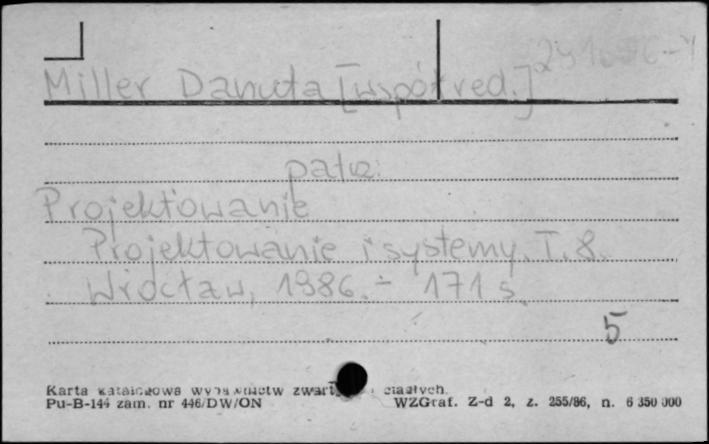 Miller Danuta [współred.]
patrz:
Projektowanie
Projektowanie i systemy. T. 8.
Wrocław, 1986. - 171 s.
5
Karta katalogowa wydawnictw zwartych i ciągłych.
Pu-B-144 zam. nr 446/DW/ON WZGraf. Z-d 2, z. 255/86, n. 6 350 000